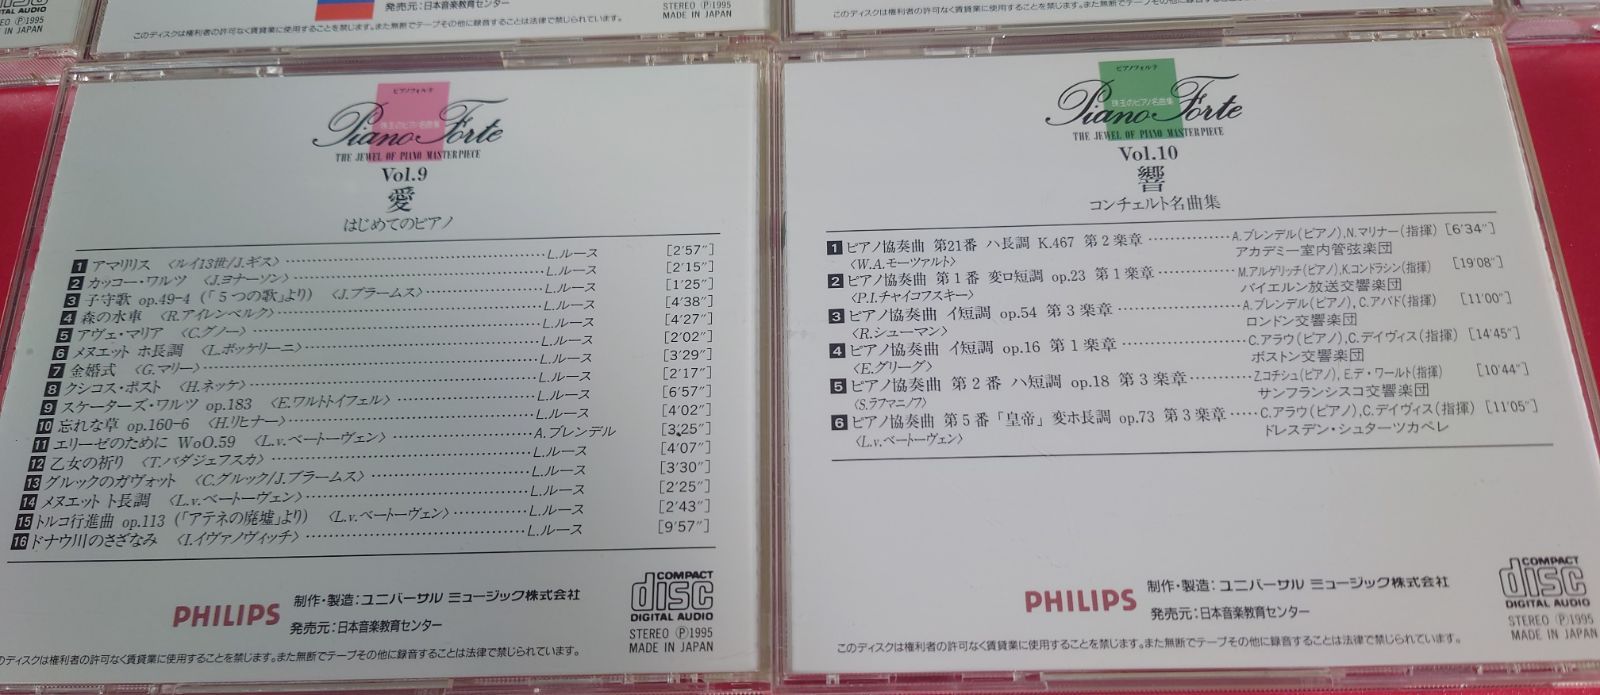 DIGITAL AUDIO
発売元:日本音楽教育センター
STEREO Ⓟ1995
MADE IN JAPAN
このディスクは権利者の許可なく賃貸業に使用することを禁じます。また無断でテープその他に録音することは法律で禁じられています。
ピアノフォルテ
珠玉のピアノ名曲集
Piano Forte
THE JEWEL OF PIANO MASTERPIECE
Vol.9
愛
はじめてのピアノ
1 アマリリス 〈ルイ13世/J.ギス〉 L.ルース [2'57"]
2 カッコー・ワルツ 〈J.ヨナーソン〉 L.ルース [2'15"]
3 子守歌 op.49-4 (「5つの歌」より) 〈J.ブラームス〉 L.ルース [1'25"]
4 森の水車 〈R.アイレンベルク〉 L.ルース [4'38"]
5 アヴェ・マリア 〈C.グノー〉 L.ルース [4'27"]
6 メヌエット ホ長調 〈L.ボッケリーニ〉 L.ルース [2'02"]
7 金婚式 〈G.マリー〉 L.ルース [3'29"]
8 クシコス・ポスト 〈H.ネッケ〉 L.ルース [2'17"]
9 スケーターズ・ワルツ op.183 〈E.ワルトトイフェル〉 L.ルース [6'57"]
10 忘れな草 op.160-6 〈H.リヒナー〉 L.ルース [4'02"]
11 エリーゼのために WoO.59 〈L.v.ベートーヴェン〉 A.ブレンデル [3'25"]
12 乙女の祈り 〈T.バダジェフスカ〉 L.ルース [4'07"]
13 グルックのガヴォット 〈C.グルック/J.ブラームス〉 L.ルース [3'30"]
14 メヌエット ト長調 〈L.v.ベートーヴェン〉 L.ルース [2'25"]
15 トルコ行進曲 op.113 (「アテネの廃墟」より) 〈L.v.ベートーヴェン〉 L.ルース [2'43"]
16 ドナウ川のさざなみ 〈I.イヴァノヴィッチ〉 L.ルース [9'57"]
PHILIPS
制作・製造:ユニバーサル ミュージック株式会社
発売元:日本音楽教育センター
COMPACT
disc
DIGITAL AUDIO
STEREO Ⓟ1995
MADE IN JAPAN
のディスクは権利者の許可なく賃貸業に使用することを禁じます。また無断でテープその他に録音することは法律で禁じられています。
ピアノフォルテ
珠玉のピアノ名曲集
Piano Forte
THE JEWEL OF PIANO MASTERPIECE
Vol.10
響
コンチェルト名曲集
1 ピアノ協奏曲 第21番 ハ長調 K.467 第2楽章 A.ブレンデル(ピアノ),N.マリナー(指揮) [6'34"]
〈W.A.モーツァルト〉 アカデミー室内管弦楽団
2 ピアノ協奏曲 第1番 変ロ短調 op.23 第1楽章 M.アルゲリッチ(ピアノ),K.コンドラシン(指揮) [19'08"]
〈P.I.チャイコフスキー〉 バイエルン放送交響楽団
3 ピアノ協奏曲 イ短調 op.54 第3楽章 A.ブレンデル(ピアノ),C.アバド(指揮) [11'00"]
〈R.シューマン〉 ロンドン交響楽団
4 ピアノ協奏曲 イ短調 op.16 第1楽章 C.アラウ(ピアノ),C.デイヴィス(指揮) [14'45"]
〈E.グリーグ〉 ボストン交響楽団
5 ピアノ協奏曲 第2番 ハ短調 op.18 第3楽章 Z.コチシュ(ピアノ),E.デ・ワールト(指揮) [10'44"]
〈S.ラフマニノフ〉 サンフランシスコ交響楽団
6 ピアノ協奏曲 第5番「皇帝」変ホ長調 op.73 第3楽章 C.アラウ(ピアノ),C.デイヴィス(指揮) [11'05"]
〈L.v.ベートーヴェン〉 ドレスデン・シュターツカペレ
PHILIPS
制作・製造:ユニバーサル ミュージック株式会社
発売元:日本音楽教育センター
COMPACT
disc
DIGITAL AUDIO
STEREO Ⓟ1995
MADE IN JAPAN
このディスクは権利者の許可なく賃貸業に使用することを禁じます。また無断でテープその他に録音することは法律で禁じられています。